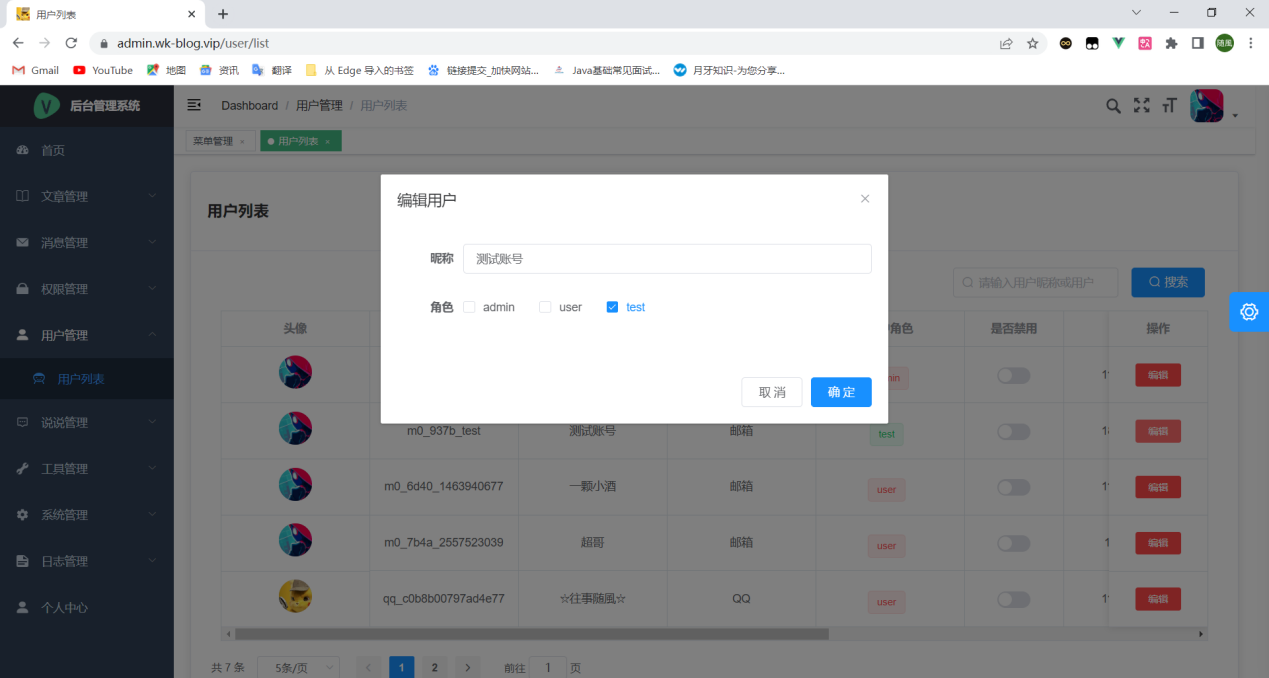 用户列表
admin.wk-blog.vip/user/list
Gmail
YouTube
地图
资讯
翻译
从 Edge 导入的书签
链接提交_加快网站...
Java基础常见面试...
月牙知识-为您分享...
随風
后台管理系统
Dashboard / 用户管理 / 用户列表
菜单管理
用户列表
首页
文章管理
消息管理
权限管理
用户管理
用户列表
说说管理
工具管理
系统管理
日志管理
个人中心
用户列表
请输入用户昵称或用户
搜索
编辑用户
昵称 测试账号
角色 admin user test
取 消 确 定
头像
角色
是否禁用
操作
编辑
m0_937b_test 测试账号 邮箱 test 编辑
m0_6d40_1463940677 一颗小酒 邮箱 user 编辑
m0_7b4a_2557523039 超哥 邮箱 user 编辑
qq_c0b8b00797ad4e77 ☆往事随風☆ QQ user 编辑
共 7 条 5条/页 1 2 前往 1 页